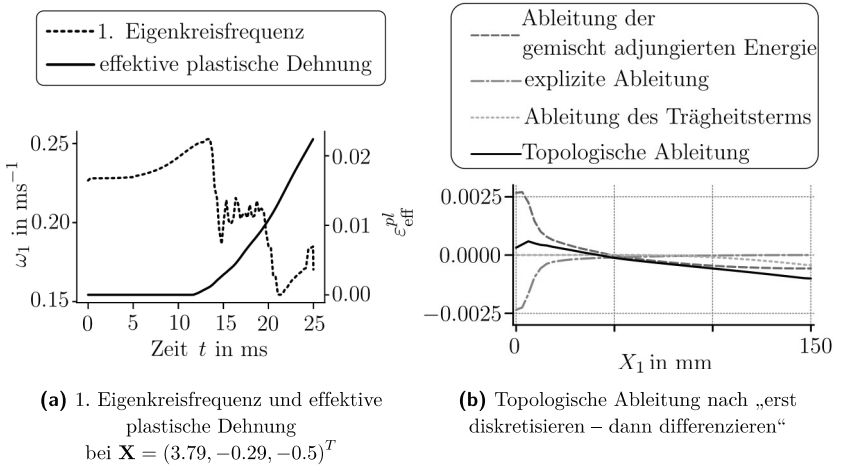 1. Eigenkreisfrequenz
effektive plastische Dehnung
0.25
0.20
0.15
ω₁ in ms⁻¹
0.02
0.01
0.00
ε^{pl}_{eff}
0 5 10 15 20 25
Zeit t in ms
(a) 1. Eigenkreisfrequenz und effektive
plastische Dehnung
bei X = (3.79, −0.29, −0.5)^T
Ableitung der
gemischt adjungierten Energie
explizite Ableitung
Ableitung des Trägheitsterms
Topologische Ableitung
0.0025
0.0000
−0.0025
0 150
X₁ in mm
(b) Topologische Ableitung nach „erst
diskretisieren – dann differenzieren“